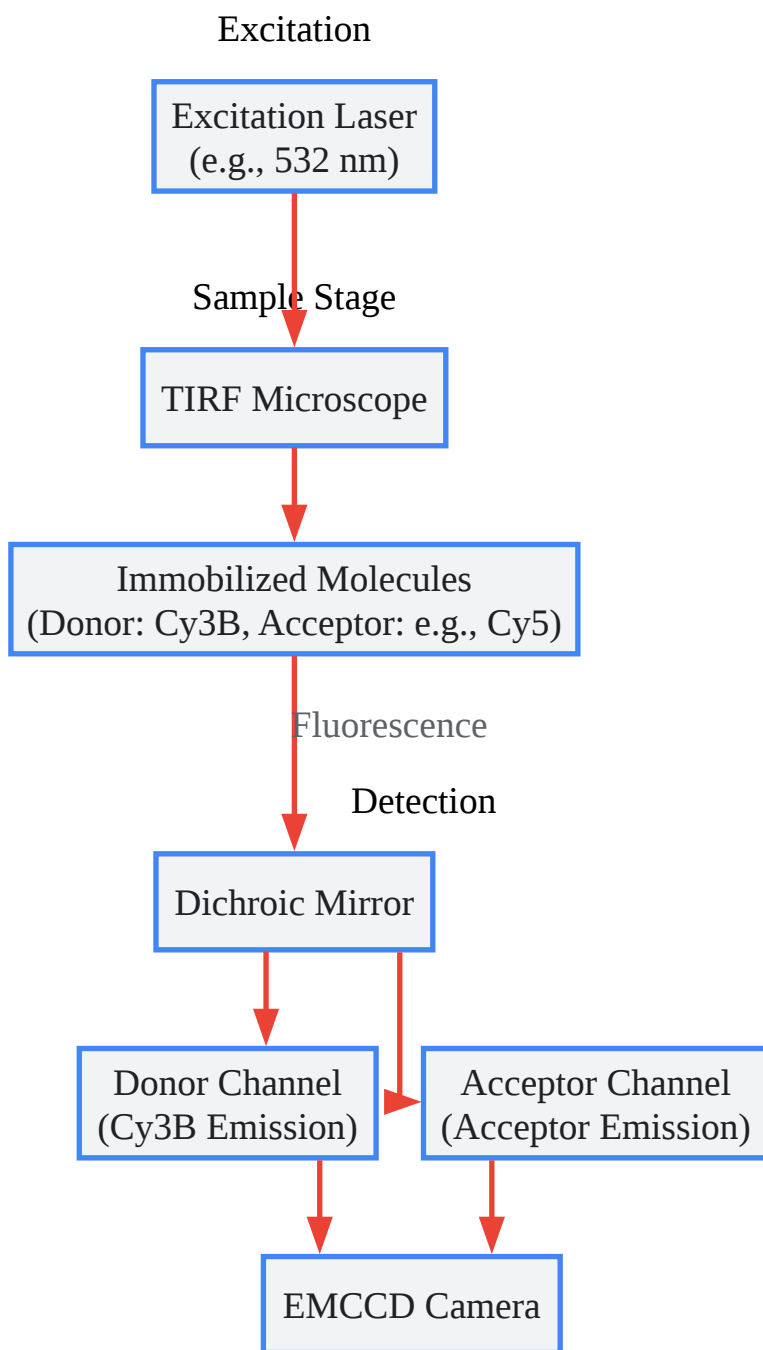 Excitation
Excitation Laser
(e.g., 532 nm)
Sample Stage
TIRF Microscope
Immobilized Molecules
(Donor: Cy3B, Acceptor: e.g., Cy5)
Fluorescence
Detection
Dichroic Mirror
Donor Channel
(Cy3B Emission)
Acceptor Channel
(Acceptor Emission)
EMCCD Camera